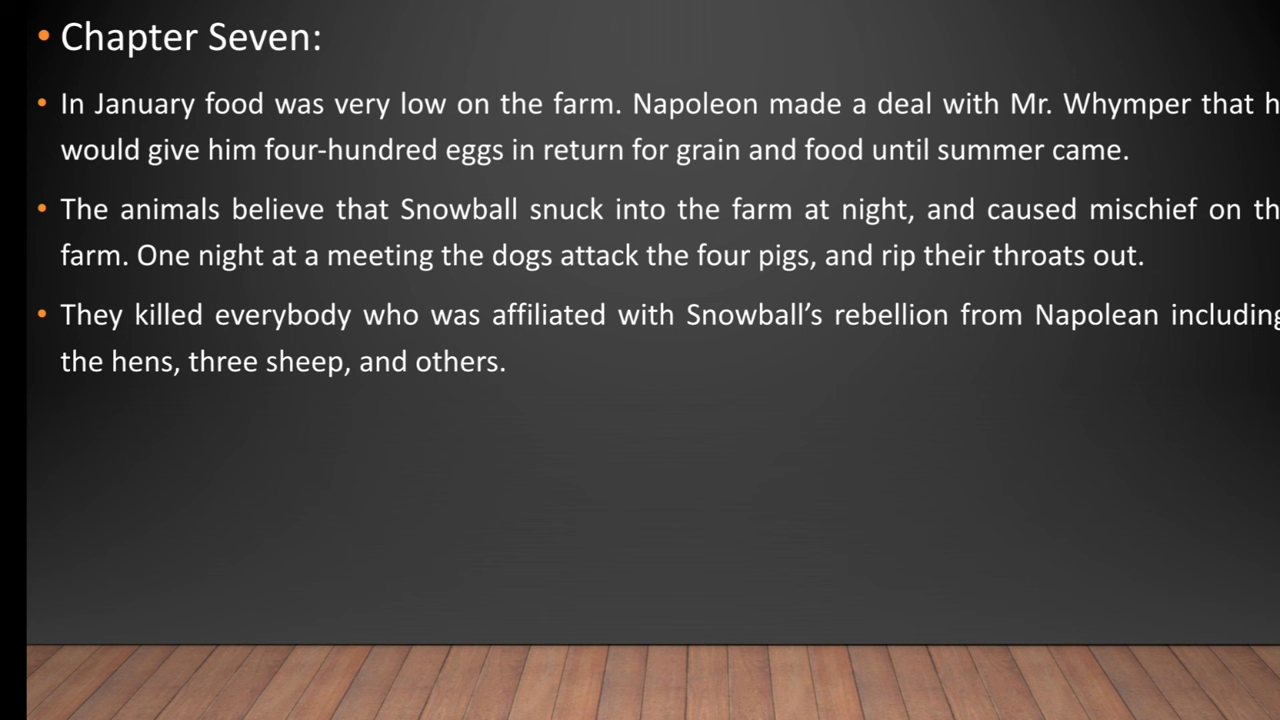 • Chapter Seven:
• In January food was very low on the farm. Napoleon made a deal with Mr. Whymper that
would give him four-hundred eggs in return for grain and food until summer came.
• The animals believe that Snowball snuck into the farm at night, and caused mischief on
farm. One night at a meeting the dogs attack the four pigs, and rip their throats out.
• They killed everybody who was affiliated with Snowball’s rebellion from Napolean including
the hens, three sheep, and others.